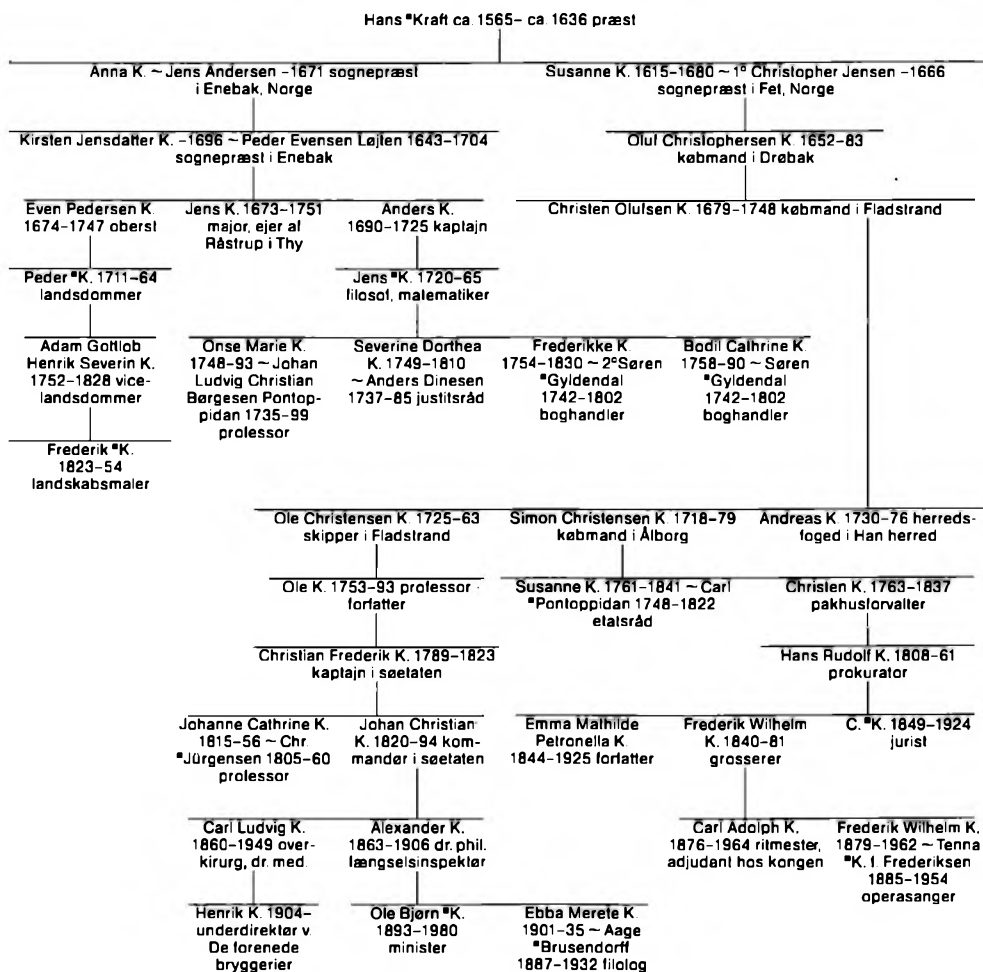 Hans *Kraft ca. 1565– ca. 1636 præst
Anna K. ~ Jens Andersen –1671 sognepræst
i Enebak, Norge
Susanne K. 1615–1680 ~ 1° Christopher Jensen –1666
sognepræst i Fet, Norge
Kirsten Jensdatter K. –1696 ~ Peder Evensen Løjten 1643–1704
sognepræst i Enebak
Oluf Christophersen K. 1652–83
købmand i Drøbak
Even Pedersen K.
1674–1747 oberst
Jens K. 1673–1751
major, ejer af
Råstrup i Thy
Anders K.
1690–1725 kaptajn
Christen Olufsen K. 1679–1748 købmand i Fladstrand
Peder *K. 1711–64
landsdommer
Jens *K. 1720–65
filosof, matematiker
Adam Gottlob
Henrik Severin K.
1752–1828 vice-
landsdommer
Onse Marie K.
1748–93 ~ Johan
Ludvig Christian
Børgesen Pontop-
pidan 1735–99
professor
Severine Dorthea
K. 1749–1810
~ Anders Dinesen
1737–85 justitsråd
Frederikke K.
1754–1830 ~ 2° Søren
*Gyldendal
1742–1802
boghandler
Bodil Cathrine K.
1758–90 ~ Søren
*Gyldendal
1742–1802
boghandler
Frederik *K.
1823–54
landskabsmaler
Ole Christensen K. 1725–63
skipper i Fladstrand
Simon Christensen K. 1718–79
købmand i Ålborg
Andreas K. 1730–76 herreds-
foged i Han herred
Ole K. 1753–93 professor
forfatter
Susanne K. 1761–1841 ~ Carl
*Pontoppidan 1748–1822
etatsråd
Christen K. 1763–1837
pakhusforvalter
Christian Frederik K. 1789–1823
kaptajn i søetaten
Hans Rudolf K. 1808–61
prokurator
Johanne Cathrine K.
1815–56 ~ Chr.
*Jürgensen 1805–60
professor
Johan Christian
K. 1820–94 kom-
mandør i søetaten
Emma Mathilde
Petronella K.
1844–1925 forfatter
Frederik Wilhelm
K. 1840–81
grosserer
C. *K. 1849–1924
jurist
Carl Ludvig K.
1860–1949 over-
kirurg, dr. med.
Alexander K.
1863–1906 dr. phil.
fængselsinspektør
Carl Adolph K.
1876–1964 ritmester,
adjudant hos kongen
Frederik Wilhelm K.
1879–1962 ~ Tenna
*K. f. Frederiksen
1885–1954
operasanger
Henrik K. 1904–
underdirektør v.
De forenede
bryggerier
Ole Bjørn *K.
1893–1980
minister
Ebba Merete K.
1901–35 ~ Aage
*Brusendorff
1887–1932 filolog